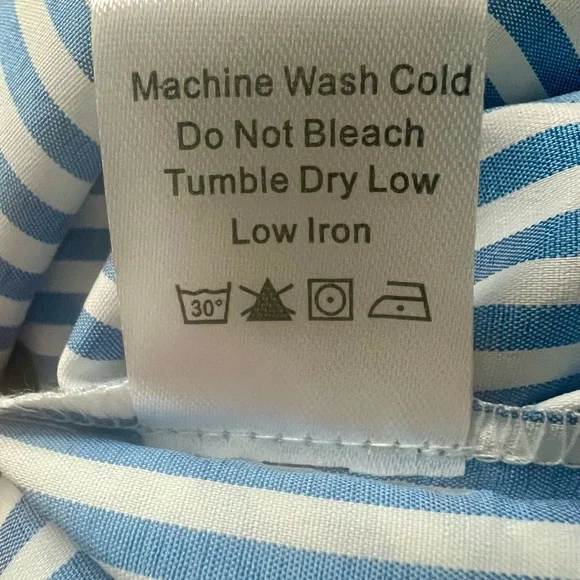 Machine Wash Cold
Do Not Bleach
Tumble Dry Low
Low Iron
30°